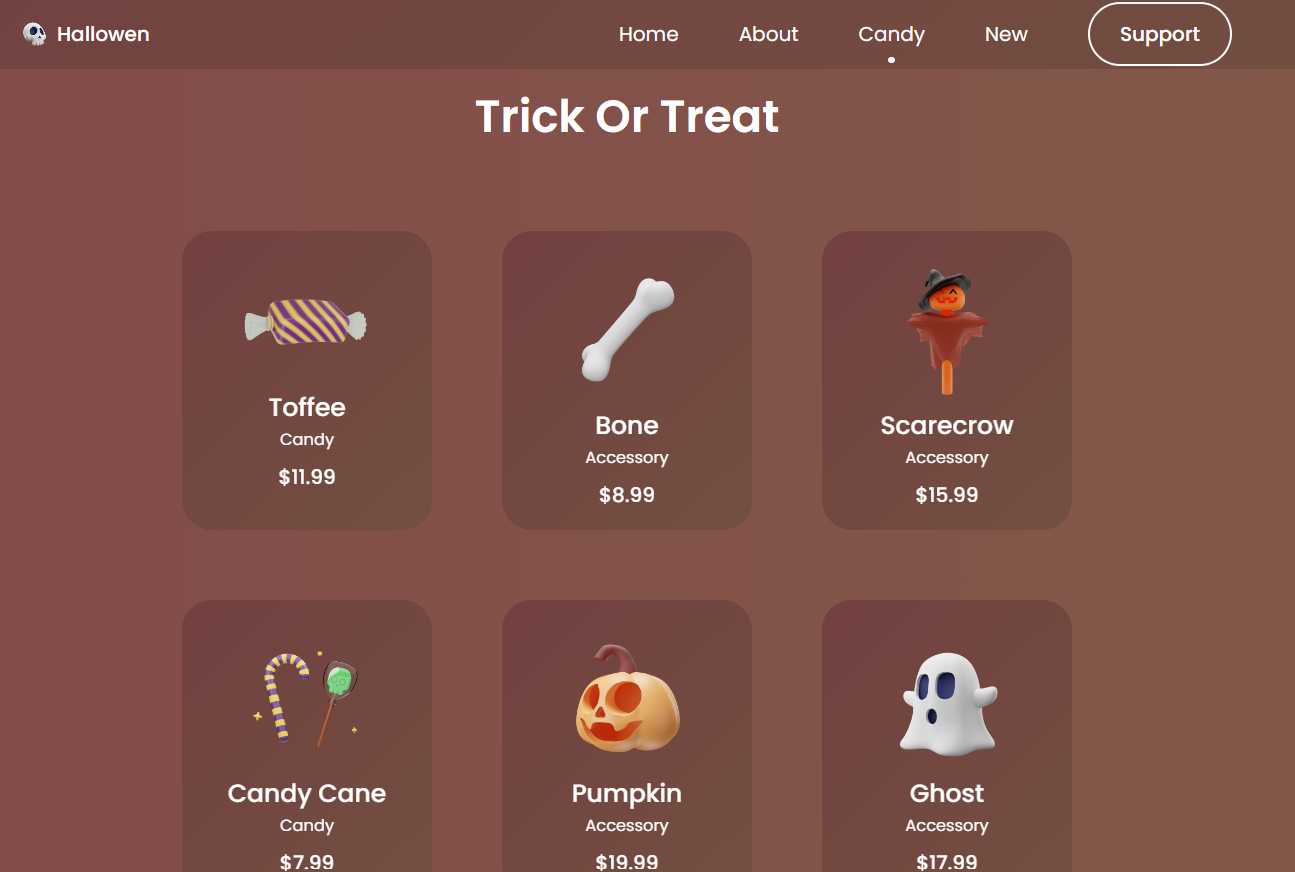 Hallowen
Home
About
Candy
New
Support
Trick Or Treat
Toffee
Candy
$11.99
Bone
Accessory
$8.99
Scarecrow
Accessory
$15.99
Candy Cane
Candy
$7.99
Pumpkin
Accessory
$19.99
Ghost
Accessory
$17.99